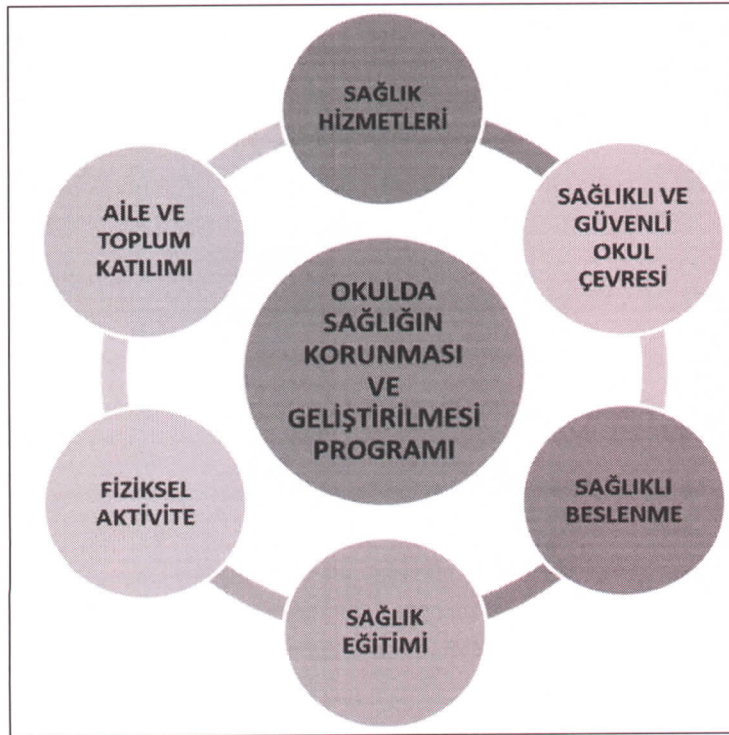 SAĞLIK
HİZMETLERİ
SAĞLIKLI VE
GÜVENLİ
OKUL
ÇEVRESİ
SAĞLIKLI
BESLENME
SAĞLIK
EĞİTİMİ
FİZİKSEL
AKTİVİTE
AİLE VE
TOPLUM
KATILIMI
OKULDA
SAĞLIĞIN
KORUNMASI
VE
GELİŞTİRİLMESİ
PROGRAMI